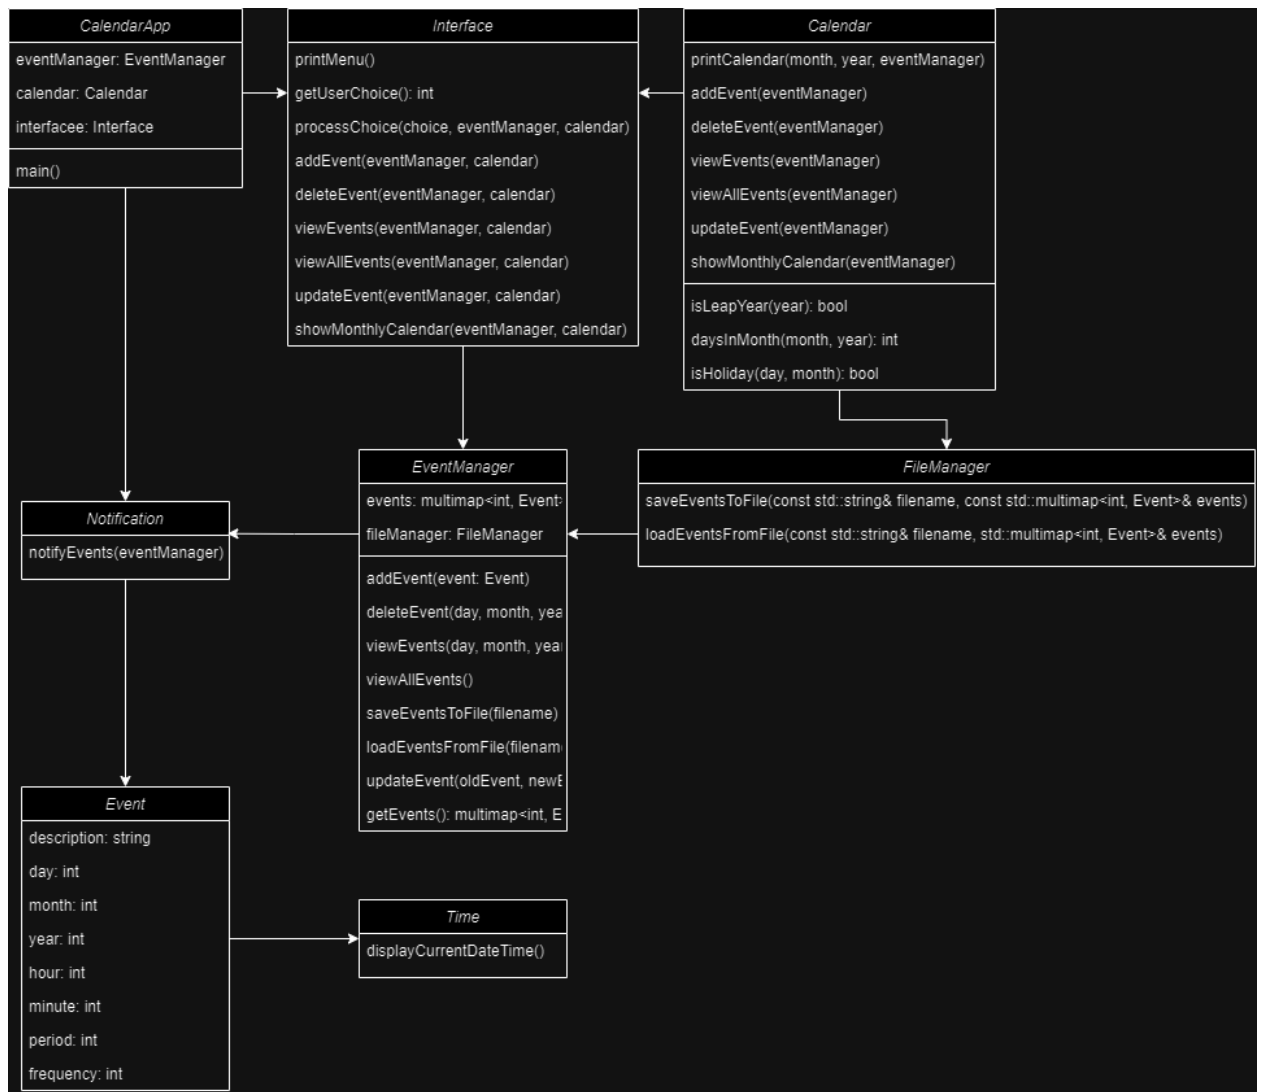 CalendarApp
eventManager: EventManager
calendar: Calendar
interfacee: Interface
main()
Interface
printMenu()
getUserChoice(): int
processChoice(choice, eventManager, calendar)
addEvent(eventManager, calendar)
deleteEvent(eventManager, calendar)
viewEvents(eventManager, calendar)
viewAllEvents(eventManager, calendar)
updateEvent(eventManager, calendar)
showMonthlyCalendar(eventManager, calendar)
Calendar
printCalendar(month, year, eventManager)
addEvent(eventManager)
deleteEvent(eventManager)
viewEvents(eventManager)
viewAllEvents(eventManager)
updateEvent(eventManager)
showMonthlyCalendar(eventManager)
isLeapYear(year): bool
daysInMonth(month, year): int
isHoliday(day, month): bool
EventManager
events: multimap<int, Event>
fileManager: FileManager
addEvent(event: Event)
deleteEvent(day, month, yea
viewEvents(day, month, yea
viewAllEvents()
saveEventsToFile(filename)
loadEventsFromFile(filenam
updateEvent(oldEvent, newE
getEvents(): multimap<int, E
FileManager
saveEventsToFile(const std::string& filename, const std::multimap<int, Event>& events)
loadEventsFromFile(const std::string& filename, std::multimap<int, Event>& events)
Notification
notifyEvents(eventManager)
Event
description: string
day: int
month: int
year: int
hour: int
minute: int
period: int
frequency: int
Time
displayCurrentDateTime()